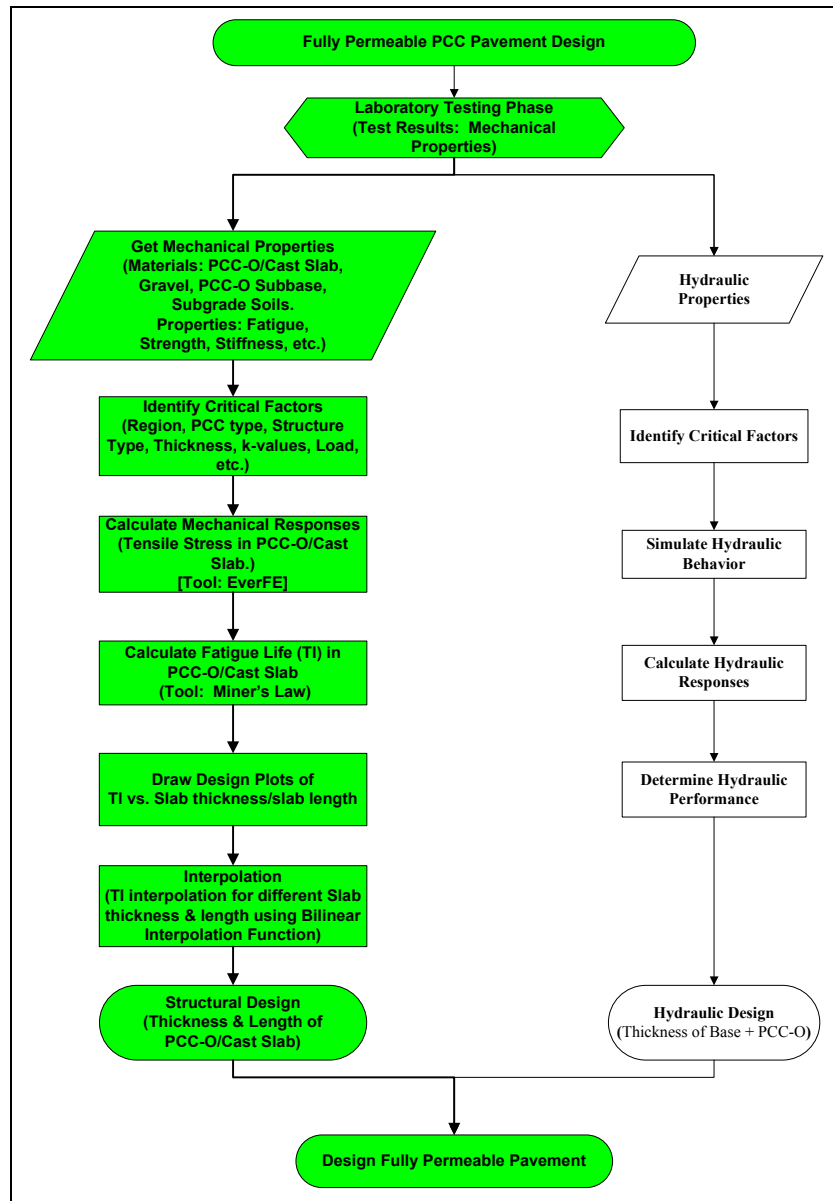 Fully Permeable PCC Pavement Design
Laboratory Testing Phase
(Test Results: Mechanical
Properties)
Get Mechanical Properties
(Materials: PCC-O/Cast Slab,
Gravel, PCC-O Subbase,
Subgrade Soils.
Properties: Fatigue,
Strength, Stiffness, etc.)
Identify Critical Factors
(Region, PCC type, Structure
Type, Thickness, k-values, Load,
etc.)
Calculate Mechanical Responses
(Tensile Stress in PCC-O/Cast
Slab.)
[Tool: EverFE]
Calculate Fatigue Life (TI) in
PCC-O/Cast Slab
(Tool: Miner's Law)
Draw Design Plots of
TI vs. Slab thickness/slab length
Interpolation
(TI interpolation for different Slab
thickness & length using Bilinear
Interpolation Function)
Structural Design
(Thickness & Length of
PCC-O/Cast Slab)
Hydraulic
Properties
Identify Critical Factors
Simulate Hydraulic
Behavior
Calculate Hydraulic
Responses
Determine Hydraulic
Performance
Hydraulic Design
(Thickness of Base + PCC-O)
Design Fully Permeable Pavement